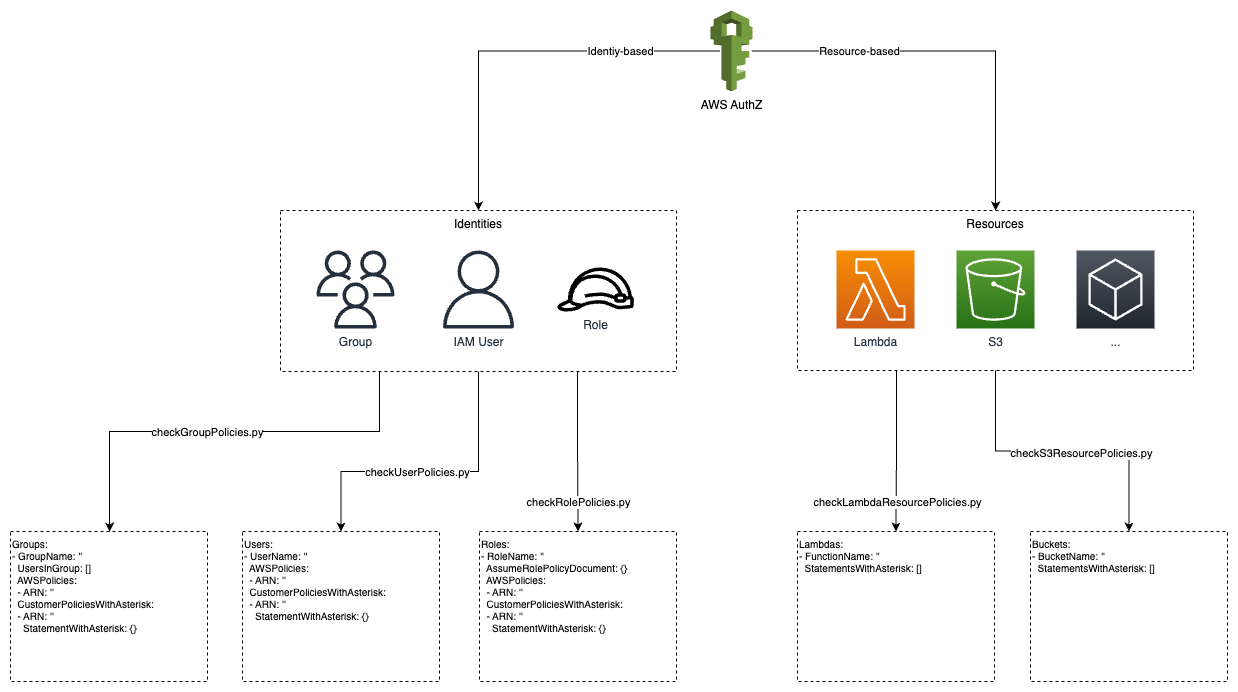 Identiy-based
Resource-based
AWS AuthZ
Identities
Group
IAM User
Role
Resources
Lambda
S3
...
checkGroupPolicies.py
checkUserPolicies.py
checkRolePolicies.py
checkLambdaResourcePolicies.py
checkS3ResourcePolicies.py
Groups:
- GroupName: ''
UsersInGroup: []
AWSPolicies:
- ARN: ''
CustomerPoliciesWithAsterisk:
- ARN: ''
StatementWithAsterisk: {}
Users:
- UserName: ''
AWSPolicies:
- ARN: ''
CustomerPoliciesWithAsterisk:
- ARN: ''
StatementWithAsterisk: {}
Roles:
- RoleName: ''
AssumeRolePolicyDocument: {}
AWSPolicies:
- ARN: ''
CustomerPoliciesWithAsterisk:
- ARN: ''
StatementWithAsterisk: {}
Lambdas:
- FunctionName: ''
StatementsWithAsterisk: []
Buckets:
- BucketName: ''
StatementsWithAsterisk: []